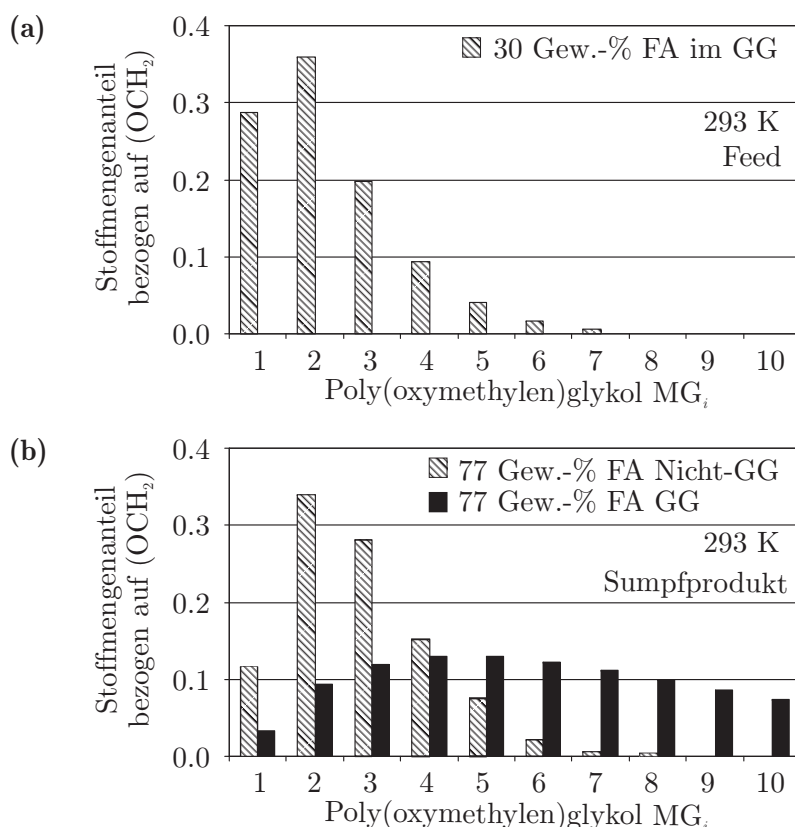 (a)
Stoffmengenanteil
bezogen auf (OCH₂)
0.4
0.3
0.2
0.1
0.0
30 Gew.-% FA im GG
293 K
Feed
1 2 3 4 5 6 7 8 9 10
Poly(oxymethylen)glykol MGᵢ
(b)
Stoffmengenanteil
bezogen auf (OCH₂)
0.4
0.3
0.2
0.1
0.0
77 Gew.-% FA Nicht-GG
77 Gew.-% FA GG
293 K
Sumpfprodukt
1 2 3 4 5 6 7 8 9 10
Poly(oxymethylen)glykol MGᵢ